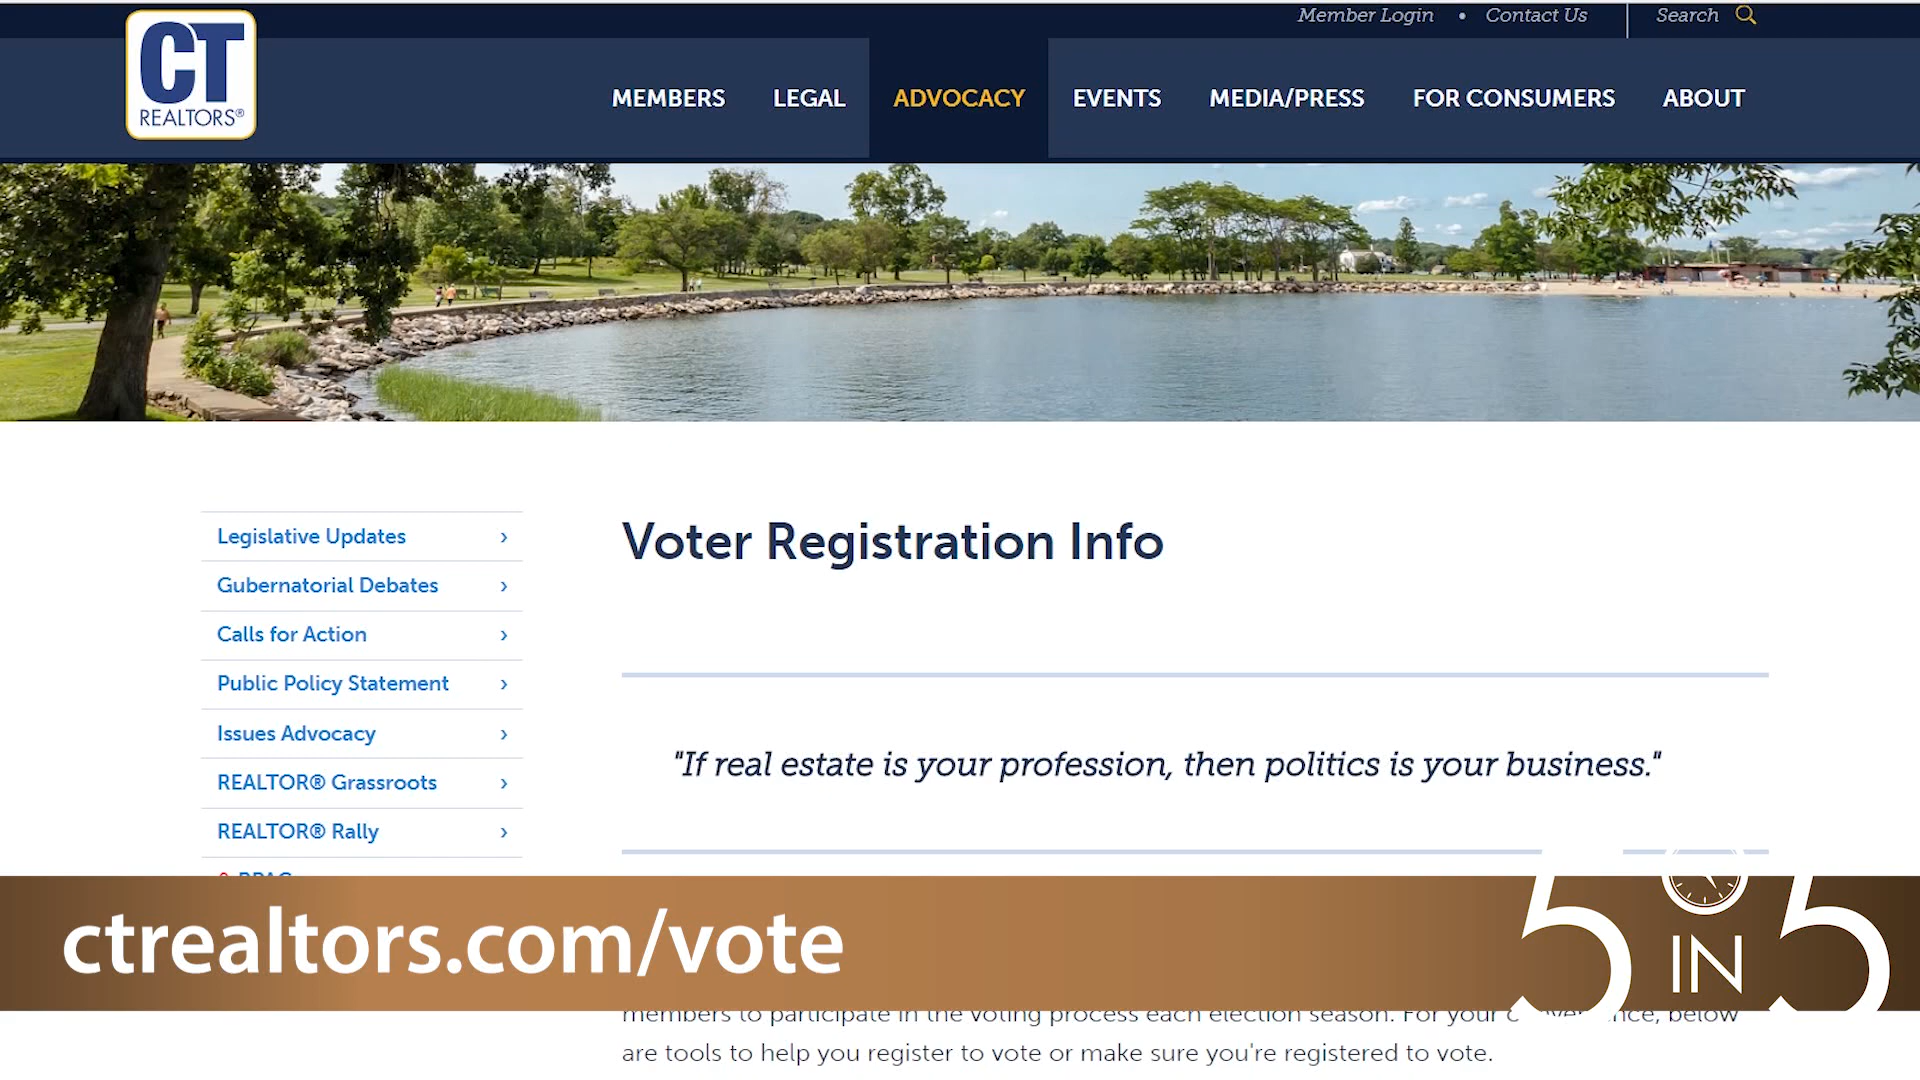 Member Login • Contact Us
Search
CT
REALTORS®
MEMBERS LEGAL ADVOCACY EVENTS MEDIA/PRESS FOR CONSUMERS ABOUT
Voter Registration Info
Legislative Updates
Gubernatorial Debates
Calls for Action
Public Policy Statement
Issues Advocacy
REALTOR® Grassroots
REALTOR® Rally
"If real estate is your profession, then politics is your business."
ctrealtors.com/vote
5 IN 5
members to participate in the voting process each election season. For your below
are tools to help you register to vote or make sure you're registered to vote.